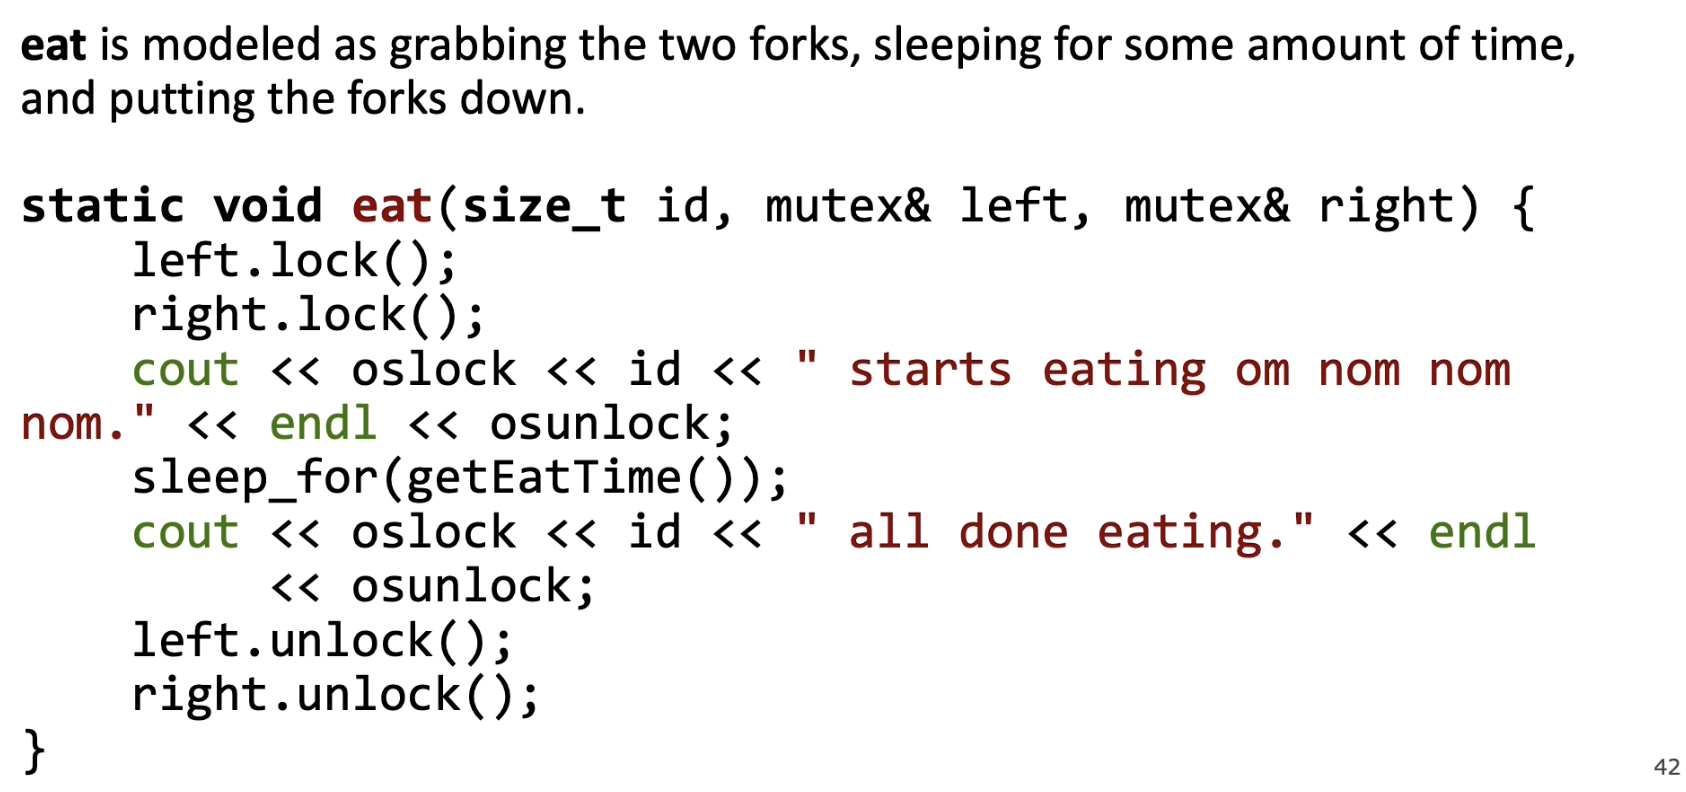 eat is modeled as grabbing the two forks, sleeping for some amount of time,
and putting the forks down.
static void eat(size_t id, mutex& left, mutex& right) {
    left.lock();
    right.lock();
    cout << oslock << id << " starts eating om nom nom
nom." << endl << osunlock;
    sleep_for(getEatTime());
    cout << oslock << id << " all done eating." << endl
         << osunlock;
    left.unlock();
    right.unlock();
}
42